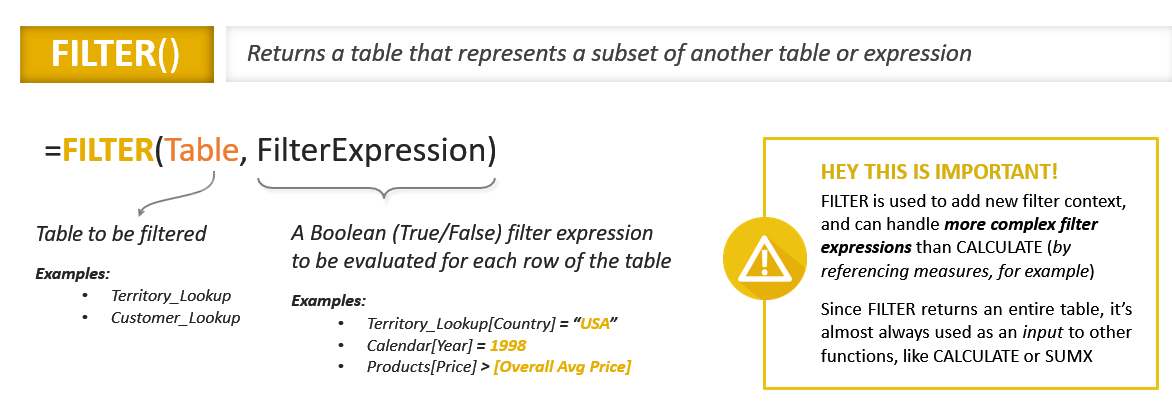 FILTER()
Returns a table that represents a subset of another table or expression
=FILTER(Table, FilterExpression)
Table to be filtered
Examples:
• Territory_Lookup
• Customer_Lookup
A Boolean (True/False) filter expression
to be evaluated for each row of the table
Examples:
• Territory_Lookup[Country] = “USA”
• Calendar[Year] = 1998
• Products[Price] > [Overall Avg Price]
HEY THIS IS IMPORTANT!
FILTER is used to add new filter context,
and can handle more complex filter
expressions than CALCULATE (by
referencing measures, for example)
Since FILTER returns an entire table, it’s
almost always used as an input to other
functions, like CALCULATE or SUMX